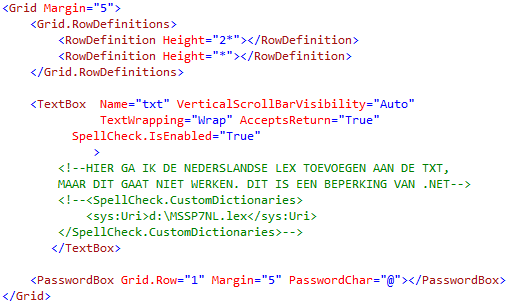 <Grid Margin="5">
    <Grid.RowDefinitions>
        <RowDefinition Height="2*"></RowDefinition>
        <RowDefinition Height="*"></RowDefinition>
    </Grid.RowDefinitions>

    <TextBox  Name="txt" VerticalScrollBarVisibility="Auto"
              TextWrapping="Wrap" AcceptsReturn="True"
          SpellCheck.IsEnabled="True"
             >
        <!--HIER GA IK DE NEDERSLANDSE LEX TOEVOEGEN AAN DE TXT,
        MAAR DIT GAAT NIET WERKEN. DIT IS EEN BEPERKING VAN .NET-->
        <!--<SpellCheck.CustomDictionaries>
            <sys:Uri>d:\MSSP7NL.lex</sys:Uri>
        </SpellCheck.CustomDictionaries>-->
       </TextBox>

    <PasswordBox Grid.Row="1" Margin="5" PasswordChar="@"></PasswordBox>
</Grid>